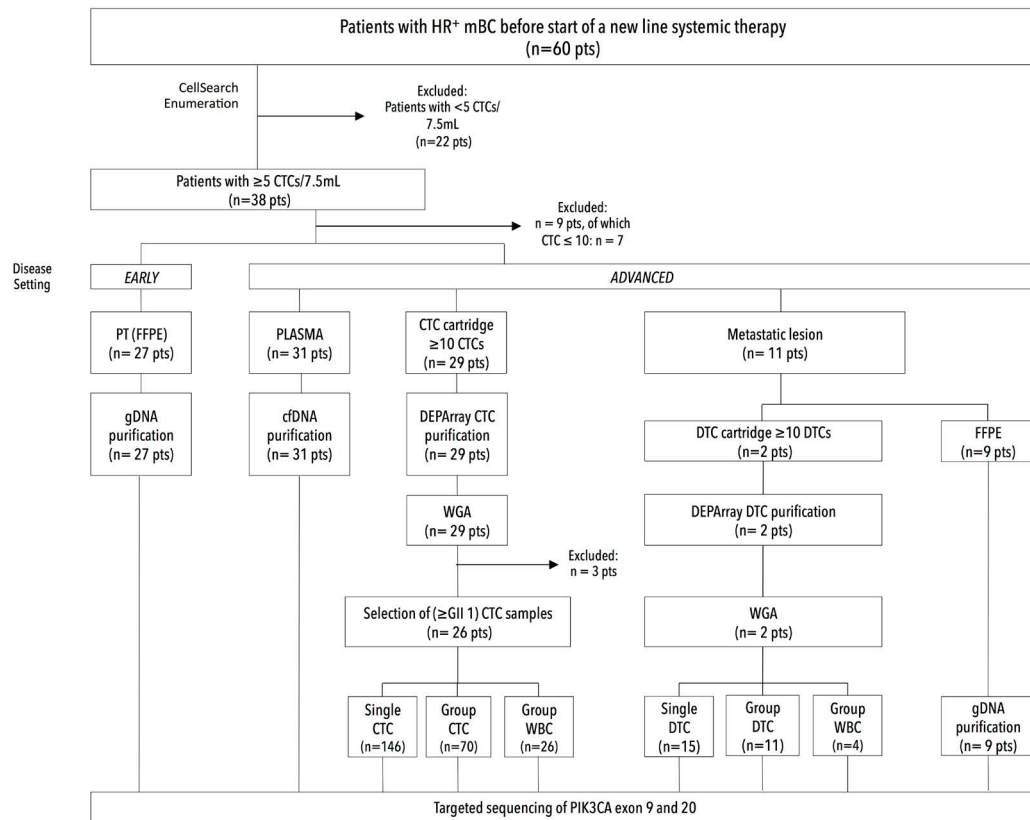 Patients with HR+ mBC before start of a new line systemic therapy
(n=60 pts)
CellSearch
Enumeration
Excluded:
Patients with <5 CTCs/
7.5mL
(n=22 pts)
Patients with ≥5 CTCs/7.5mL
(n=38 pts)
Excluded:
n = 9 pts, of which
CTC ≤ 10: n = 7
Disease
Setting
EARLY
ADVANCED
PT (FFPE)
(n= 27 pts)
PLASMA
(n= 31 pts)
CTC cartridge
≥10 CTCs
(n= 29 pts)
Metastatic lesion
(n= 11 pts)
gDNA
purification
(n= 27 pts)
cfDNA
purification
(n= 31 pts)
DEPArray CTC
purification
(n= 29 pts)
DTC cartridge ≥10 DTCs
(n=2 pts)
FFPE
(n=9 pts)
WGA
(n= 29 pts)
DEPArray DTC purification
(n= 2 pts)
Excluded:
n = 3 pts
Selection of (≥GII 1) CTC samples
(n= 26 pts)
WGA
(n= 2 pts)
Single
CTC
(n=146)
Group
CTC
(n=70)
Group
WBC
(n=26)
Single
DTC
(n=15)
Group
DTC
(n=11)
Group
WBC
(n=4)
gDNA
purification
(n= 9 pts)
Targeted sequencing of PIK3CA exon 9 and 20